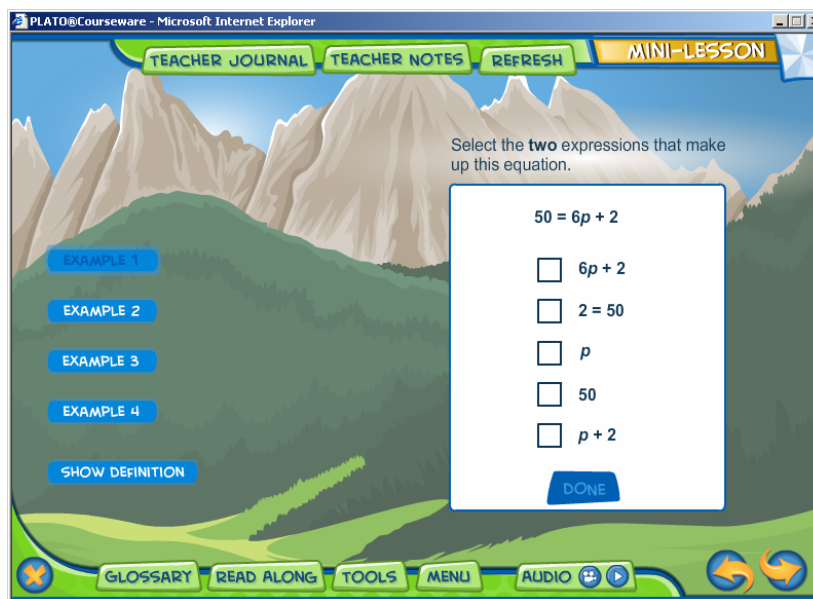 PLATO®Courseware - Microsoft Internet Explorer
TEACHER JOURNAL TEACHER NOTES REFRESH MINI-LESSON
Select the two expressions that make
up this equation.
50 = 6p + 2
6p + 2
2 = 50
p
50
p + 2
DONE
EXAMPLE 1
EXAMPLE 2
EXAMPLE 3
EXAMPLE 4
SHOW DEFINITION
GLOSSARY READ ALONG TOOLS MENU AUDIO